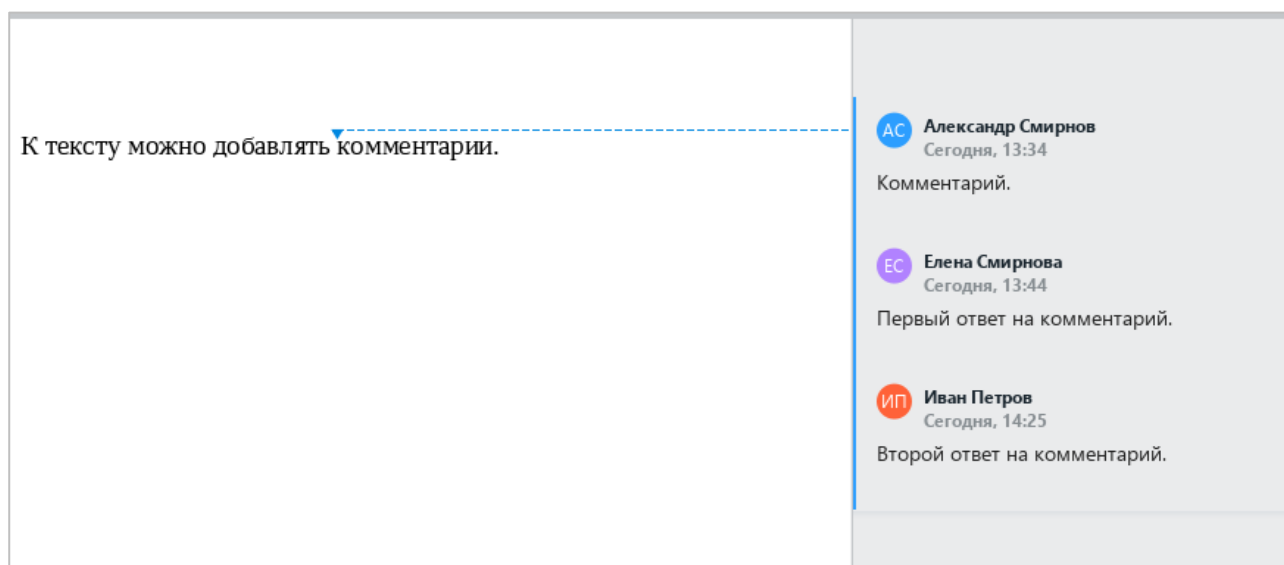 К тексту можно добавлять комментарии.
АС
Александр Смирнов
Сегодня, 13:34
Комментарий.
ЕС
Елена Смирнова
Сегодня, 13:44
Первый ответ на комментарий.
ИП
Иван Петров
Сегодня, 14:25
Второй ответ на комментарий.